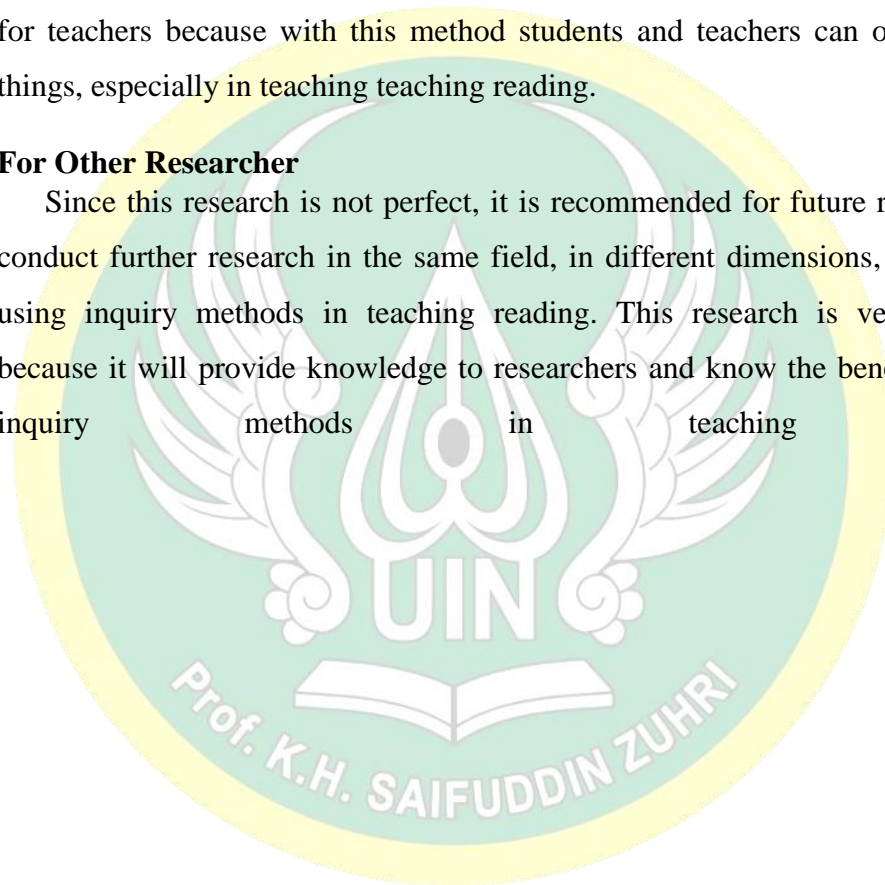 for teachers because with this method students and teachers can
things, especially in teaching teaching reading.
For Other Researcher
Since this research is not perfect, it is recommended for future
conduct further research in the same field, in different dimensions,
using inquiry methods in teaching reading. This research is
because it will provide knowledge to researchers and know the
inquiry methods in teaching
UIN
Prof. K.H. SAIFUDDIN ZUHRI